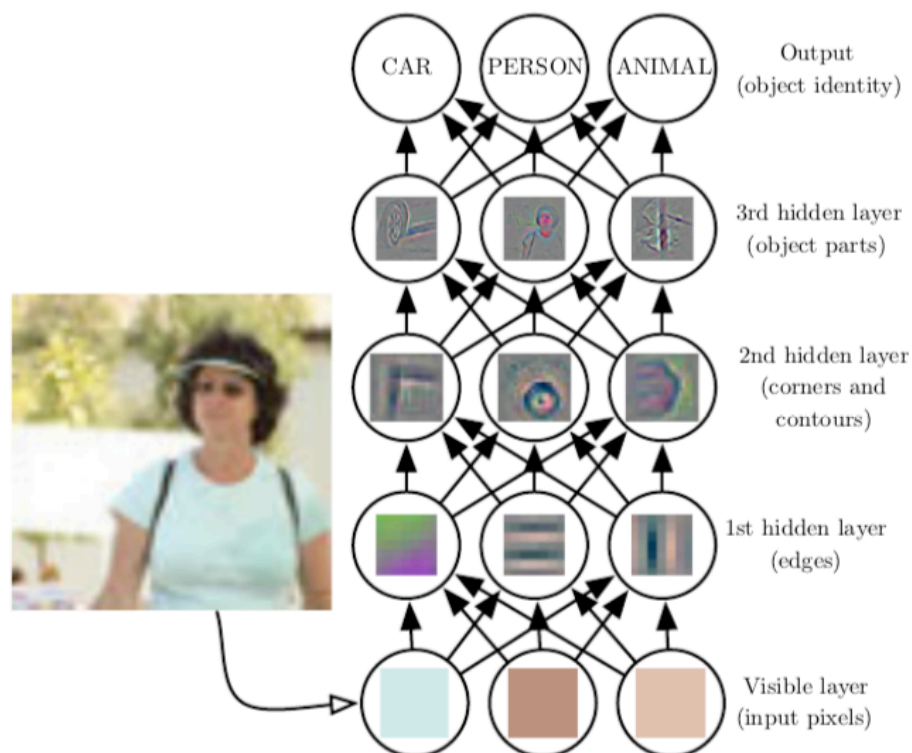 CAR
PERSON
ANIMAL
Output
(object identity)
3rd hidden layer
(object parts)
2nd hidden layer
(corners and
contours)
1st hidden layer
(edges)
Visible layer
(input pixels)